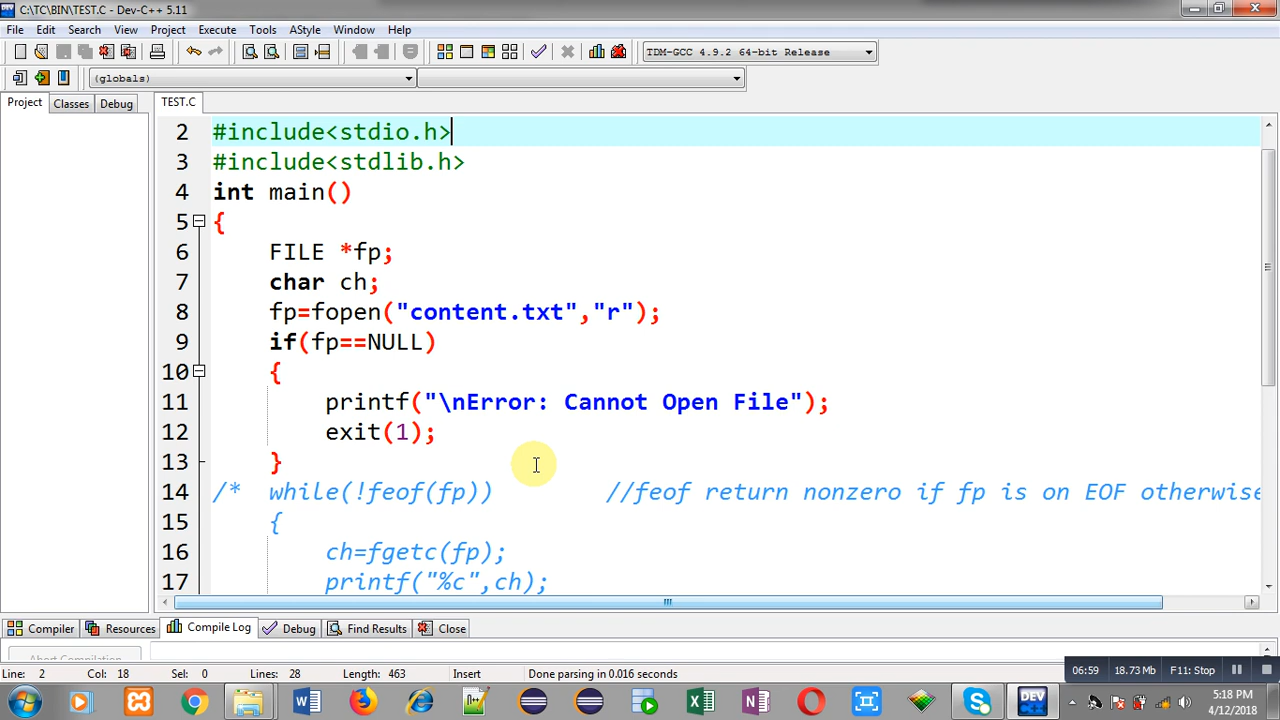 C:\TC\BIN\TEST.C - Dev-C++ 5.11
File Edit Search View Project Execute Tools AStyle Window Help
TDM-GCC 4.9.2 64-bit Release
(globals)
Project Classes Debug TEST.C
2 #include<stdio.h>
3 #include<stdlib.h>
4 int main()
5 {
6 FILE *fp;
7 char ch;
8 fp=fopen("content.txt","r");
9 if(fp==NULL)
10 {
11 printf("\nError: Cannot Open File");
12 exit(1);
13 }
14 /* while(!feof(fp)) //feof return nonzero if fp is on EOF otherwise
15 {
16 ch=fgetc(fp);
17 printf("%c",ch);
Compiler Resources Compile Log Debug Find Results Close
Abort Compilation
Line: 2 Col: 18 Sel: 0 Lines: 28 Length: 463 Insert Done parsing in 0.016 seconds
06:59 18.73 Mb F11: Stop
5:18 PM
4/12/2018